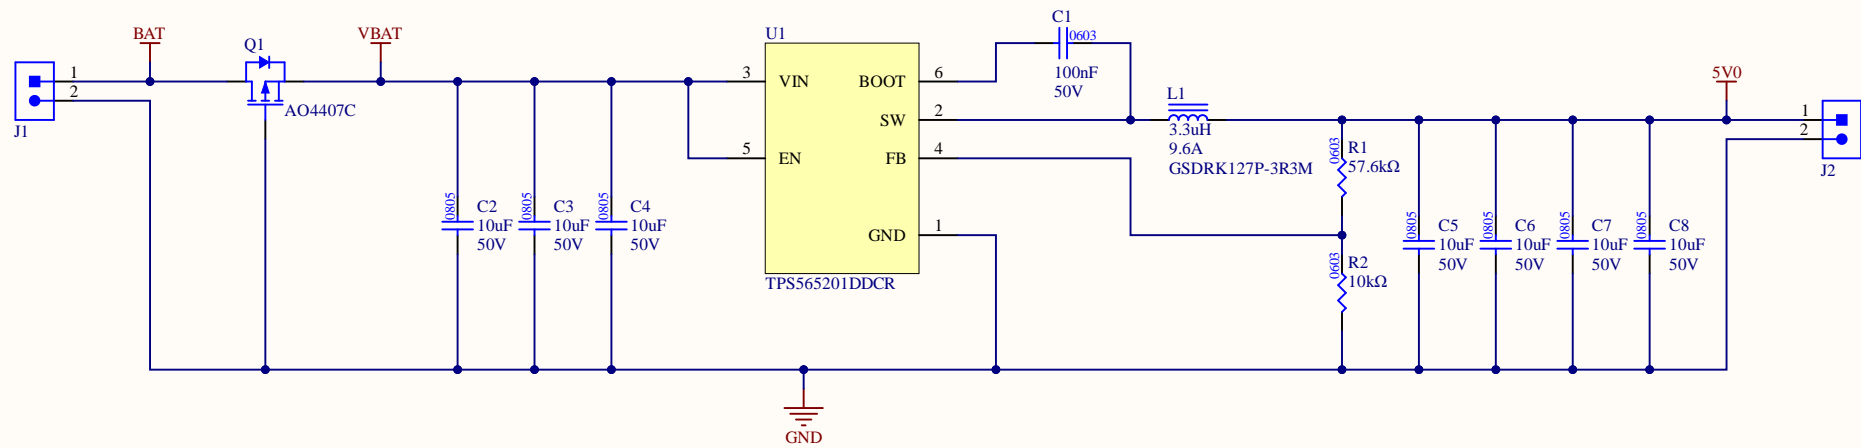 BAT
Q1
VBAT
AO4407C
1
2
J1
0805
C2
10uF
50V
0805
C3
10uF
50V
0805
C4
10uF
50V
U1
3
VIN
BOOT
6
SW
2
5
EN
FB
4
GND
1
TPS565201DDCR
C1
0603
100nF
50V
L1
3.3uH
9.6A
GSDRK127P-3R3M
0603
R1
57.6kΩ
0603
R2
10kΩ
0805
C5
10uF
50V
0805
C6
10uF
50V
0805
C7
10uF
50V
0805
C8
10uF
50V
5V0
1
2
J2
GND